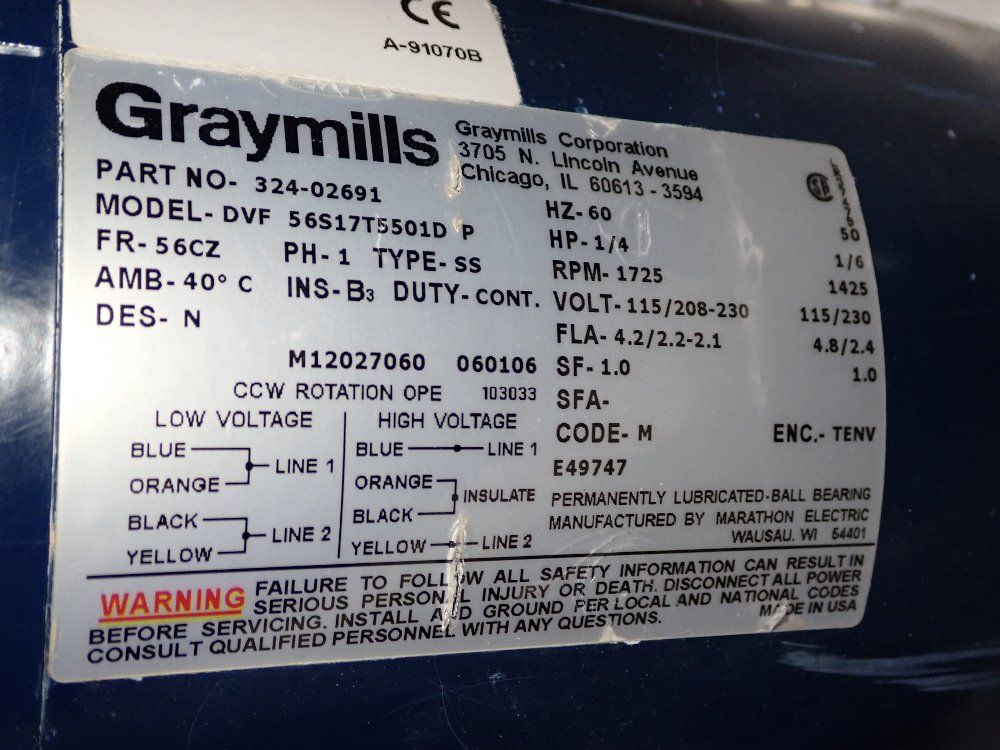 CE
A-91070B
Graymills
Graymills Corporation
3705 N. Lincoln Avenue
Chicago, IL 60613-3594
PART NO- 324-02691
MODEL- DVF 56S17T5501D P
FR- 56CZ PH- 1 TYPE- SS
AMB- 40° C INS- B3 DUTY- CONT.
DES- N
M12027060 060106
CCW ROTATION OPE 103033
LOW VOLTAGE
BLUE
ORANGE
LINE 1
BLACK
YELLOW
LINE 2
HIGH VOLTAGE
BLUE LINE 1
ORANGE
INSULATE
BLACK
YELLOW LINE 2
HZ- 60 50
HP- 1/4 1/6
RPM- 1725 1425
VOLT- 115/208-230 115/230
FLA- 4.2/2.2-2.1 4.8/2.4
SF- 1.0 1.0
SFA-
CODE- M ENC.- TENV
E49747
PERMANENTLY LUBRICATED-BALL BEARING
MANUFACTURED BY MARATHON ELECTRIC
WAUSAU. WI 54401
WARNING FAILURE TO FOLLOW ALL SAFETY INFORMATION CAN RESULT IN
SERIOUS PERSONAL INJURY OR DEATH. DISCONNECT ALL POWER
BEFORE SERVICING. INSTALL AND GROUND PER LOCAL AND NATIONAL CODES
CONSULT QUALIFIED PERSONNEL WITH ANY QUESTIONS. MADE IN USA